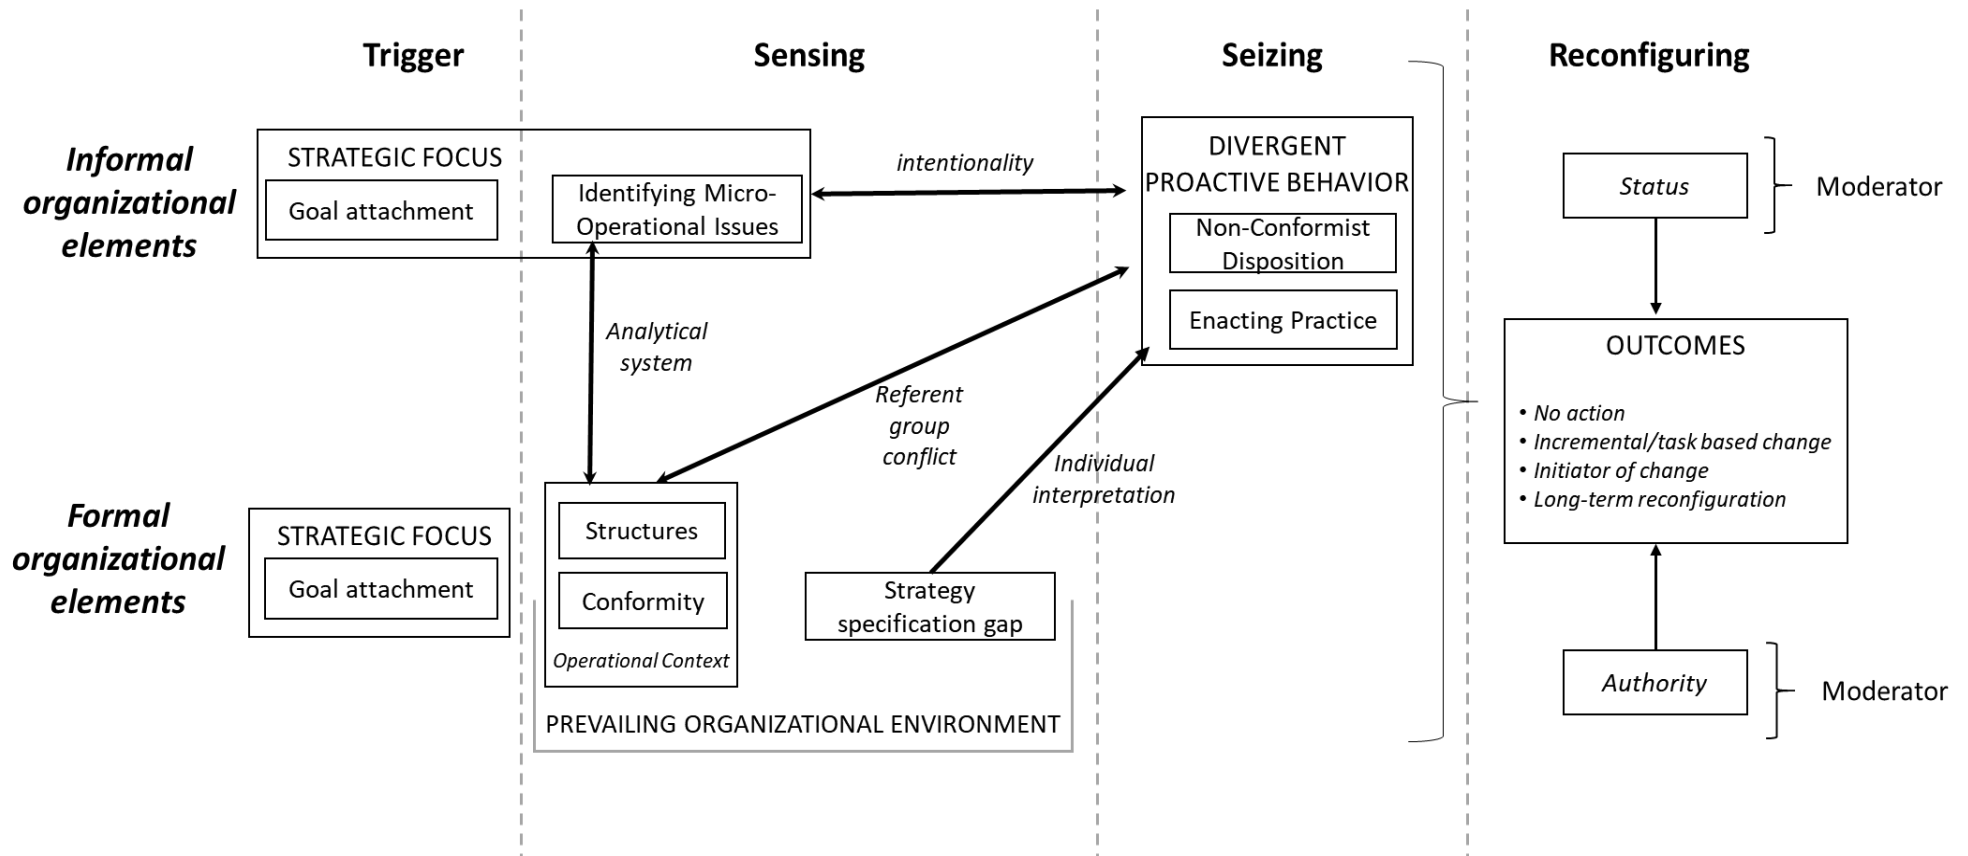 Trigger
Sensing
Seizing
Reconfiguring
Informal
organizational
elements
STRATEGIC FOCUS
Goal attachment
Identifying Micro-
Operational Issues
intentionality
DIVERGENT
PROACTIVE BEHAVIOR
Non-Conformist
Disposition
Enacting Practice
Status
Moderator
Analytical
system
Referent
group
conflict
Individual
interpretation
OUTCOMES
• No action
• Incremental/task based change
• Initiator of change
• Long-term reconfiguration
Formal
organizational
elements
STRATEGIC FOCUS
Goal attachment
Structures
Conformity
Operational Context
Strategy
specification gap
PREVAILING ORGANIZATIONAL ENVIRONMENT
Authority
Moderator